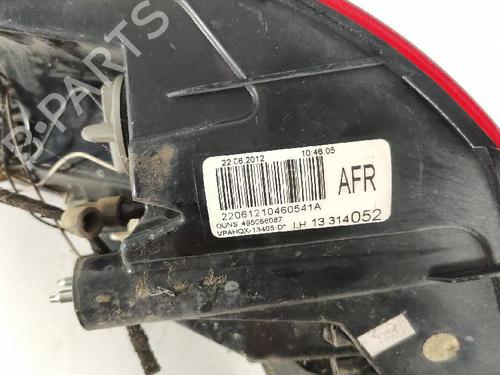 B-PARTS
22.06.2012 10:46:05
AFR
22061210460541A
DUNS 495056087
VPAHQX-13405-D* LH 13 314052